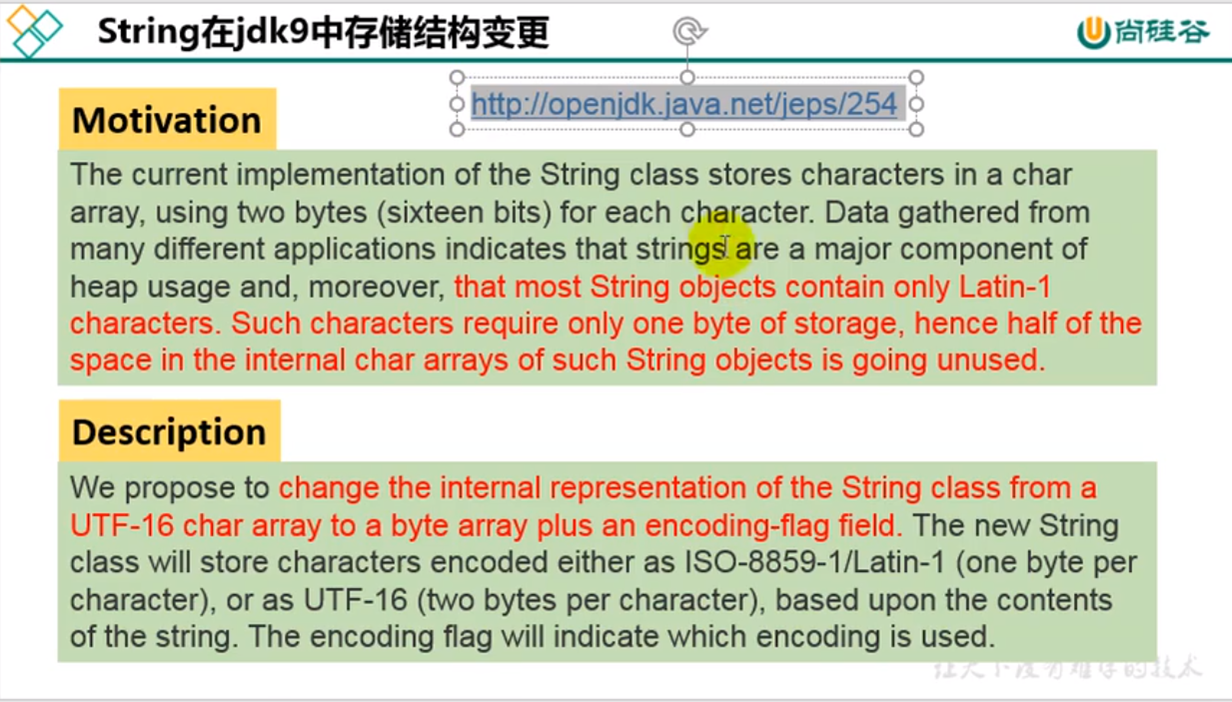 String在jdk9中存储结构变更
尚硅谷
http://openjdk.java.net/jeps/254
Motivation
The current implementation of the String class stores characters in a char
array, using two bytes (sixteen bits) for each character. Data gathered from
many different applications indicates that strings are a major component of
heap usage and, moreover, that most String objects contain only Latin-1
characters. Such characters require only one byte of storage, hence half of the
space in the internal char arrays of such String objects is going unused.
Description
We propose to change the internal representation of the String class from a
UTF-16 char array to a byte array plus an encoding-flag field. The new String
class will store characters encoded either as ISO-8859-1/Latin-1 (one byte per
character), or as UTF-16 (two bytes per character), based upon the contents
of the string. The encoding flag will indicate which encoding is used.
让天下没有难学的技术